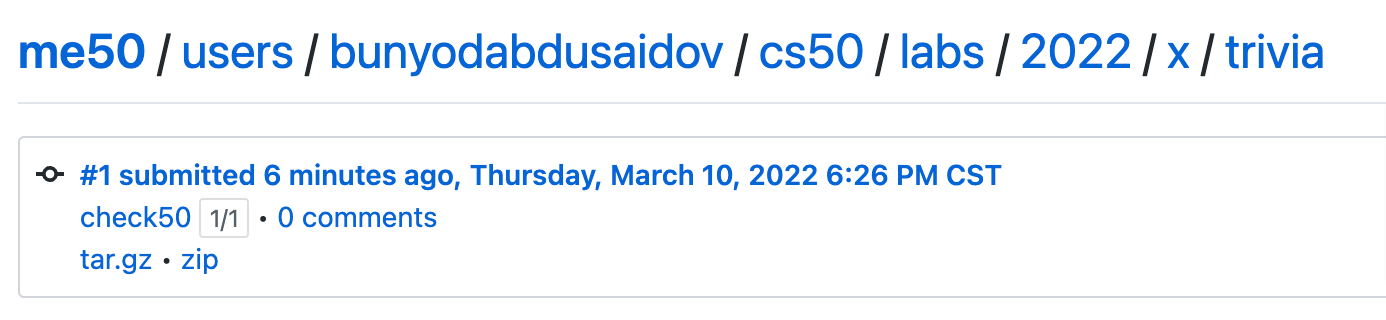 me50 / users / bunyodabdusaidov / cs50 / labs / 2022 / x / trivia
#1 submitted 6 minutes ago, Thursday, March 10, 2022 6:26 PM CST
check50 1/1 • 0 comments
tar.gz • zip